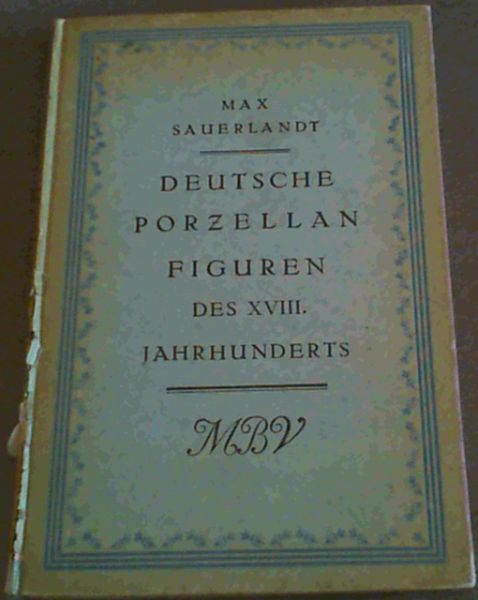 MAX
SAUERLANDT
DEUTSCHE
PORZELLAN
FIGUREN
DES XVIII.
JAHRHUNDERTS
MBV